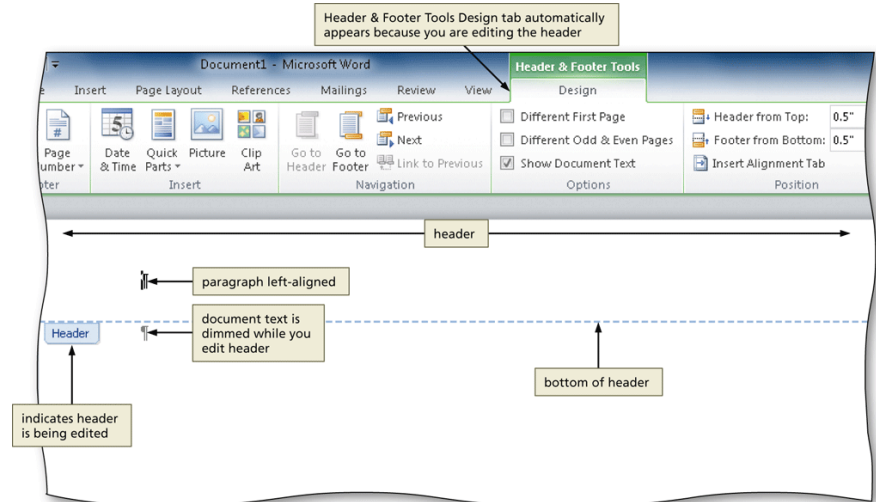 Header & Footer Tools Design tab automatically
appears because you are editing the header
Document1 - Microsoft Word
Header & Footer Tools
Insert Page Layout References Mailings Review View Design
Page
Date
& Time
Quick
Parts
Picture
Clip
Art
Insert
Go to
Header
Go to
Footer
Previous
Next
Link to Previous
Navigation
Different First Page
Different Odd & Even Pages
Show Document Text
Options
Header from Top: 0.5"
Footer from Bottom: 0.5"
Insert Alignment Tab
Position
header
¶
paragraph left-aligned
Header
¶
document text is
dimmed while you
edit header
bottom of header
indicates header
is being edited